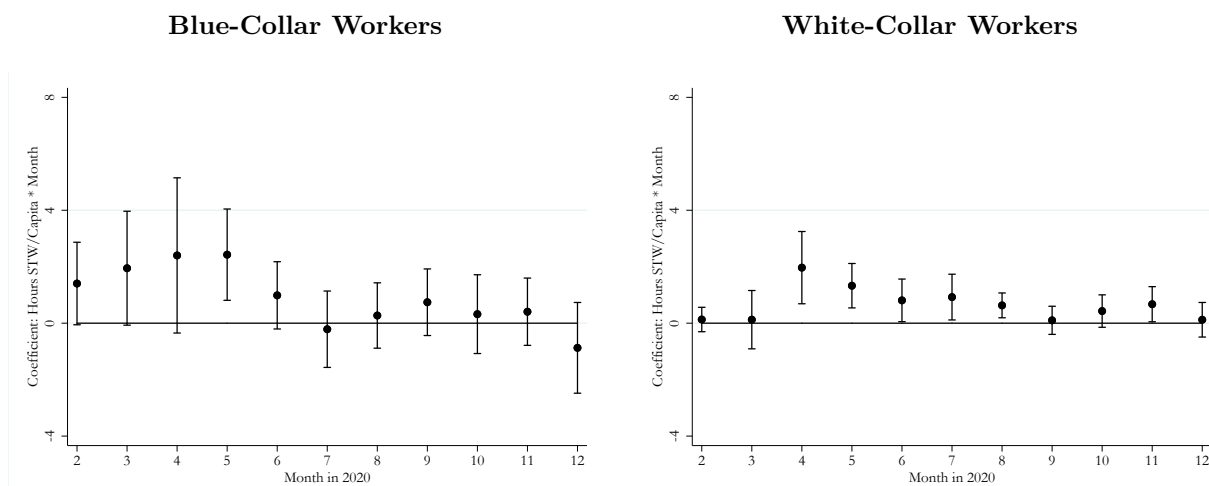 Blue-Collar Workers
Coefficient: Hours STW/Capita * Month
8
4
0
-4
2 3 4 5 6 7 8 9 10 11 12
Month in 2020
White-Collar Workers
Coefficient: Hours STW/Capita * Month
8
4
0
-4
2 3 4 5 6 7 8 9 10 11 12
Month in 2020